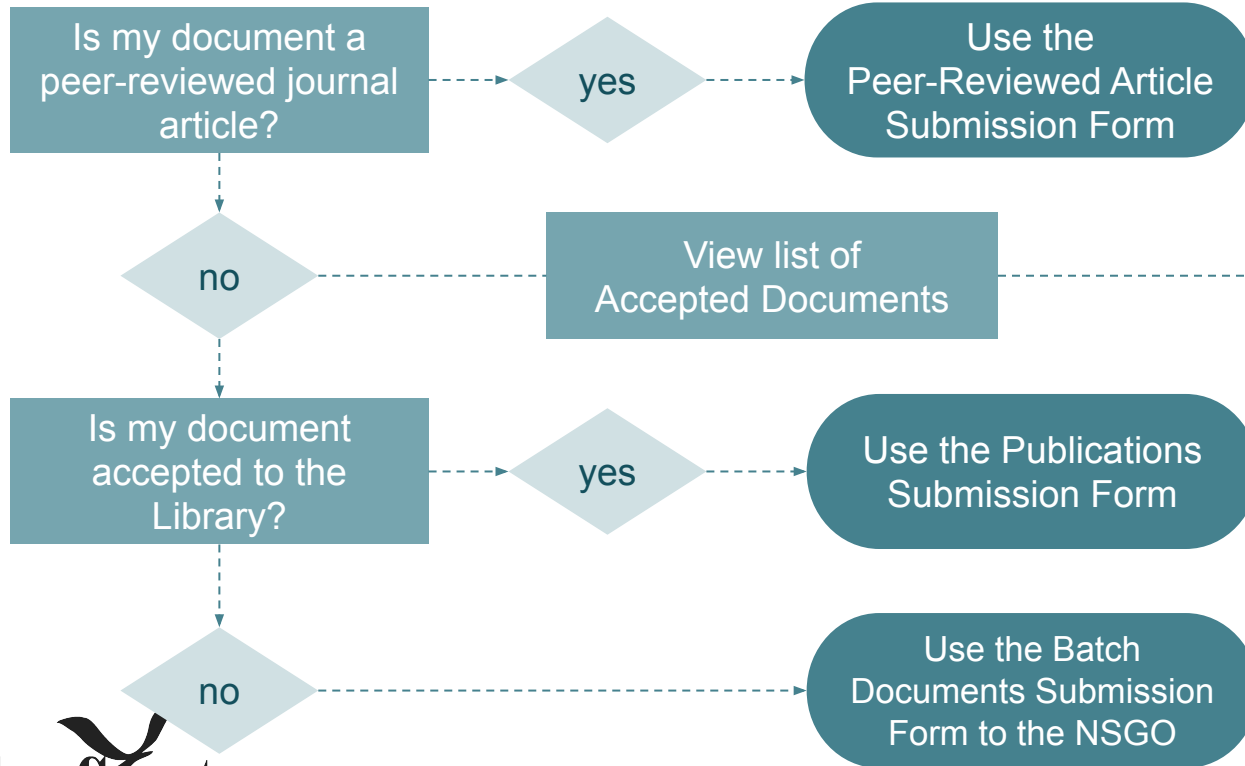 Is my document a
peer-reviewed journal
article?
yes
Use the
Peer-Reviewed Article
Submission Form
no
View list of
Accepted Documents
Is my document
accepted to the
Library?
yes
Use the Publications
Submission Form
no
Use the Batch
Documents Submission
Form to the NSGO